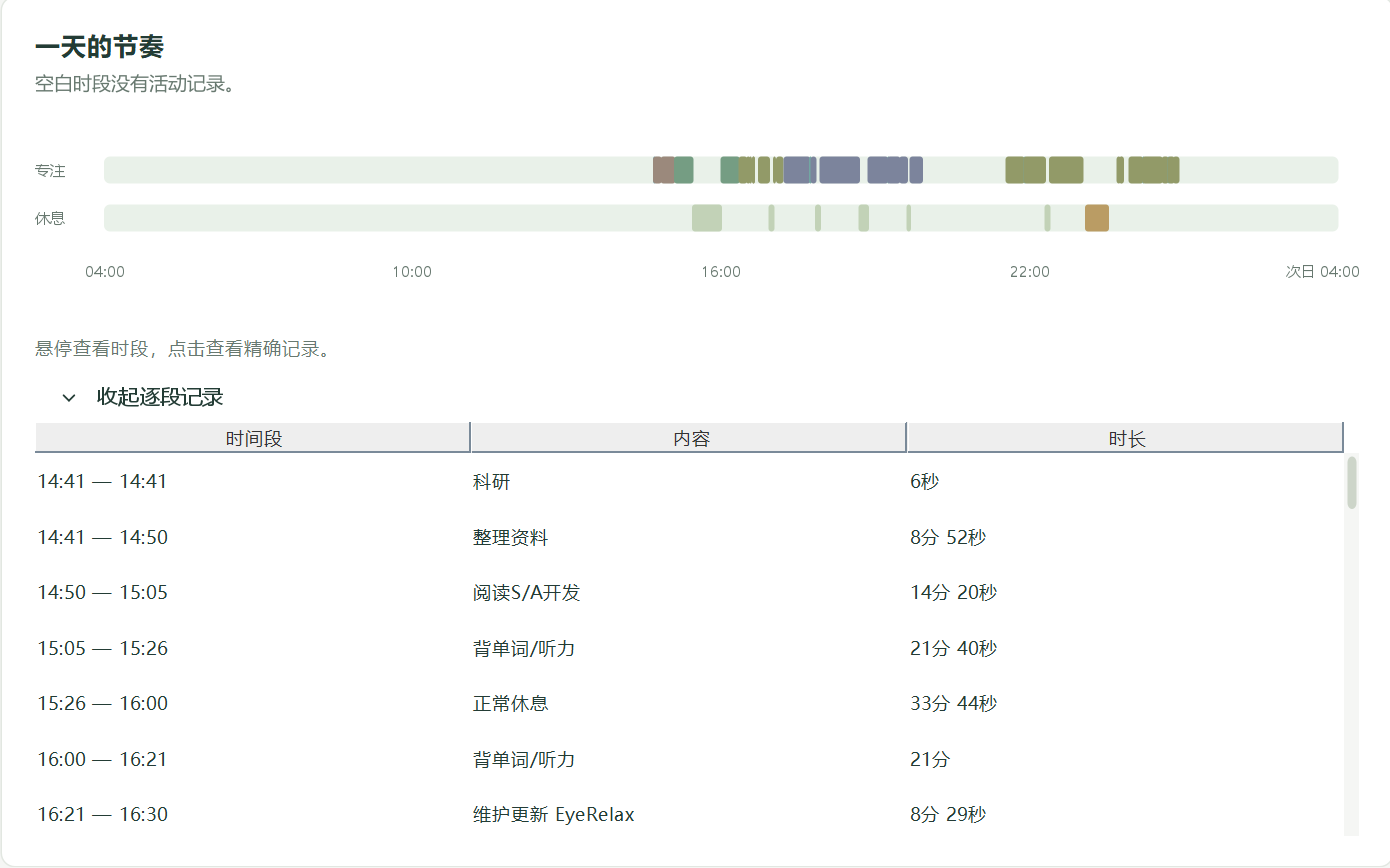 一天的节奏
空白时段没有活动记录。
专注
休息
04:00 10:00 16:00 22:00 次日 04:00
悬停查看时段，点击查看精确记录。
收起逐段记录
时间段 内容 时长
14:41 — 14:41 科研 6秒
14:41 — 14:50 整理资料 8分 52秒
14:50 — 15:05 阅读S/A开发 14分 20秒
15:05 — 15:26 背单词/听力 21分 40秒
15:26 — 16:00 正常休息 33分 44秒
16:00 — 16:21 背单词/听力 21分
16:21 — 16:30 维护更新 EyeRelax 8分 29秒